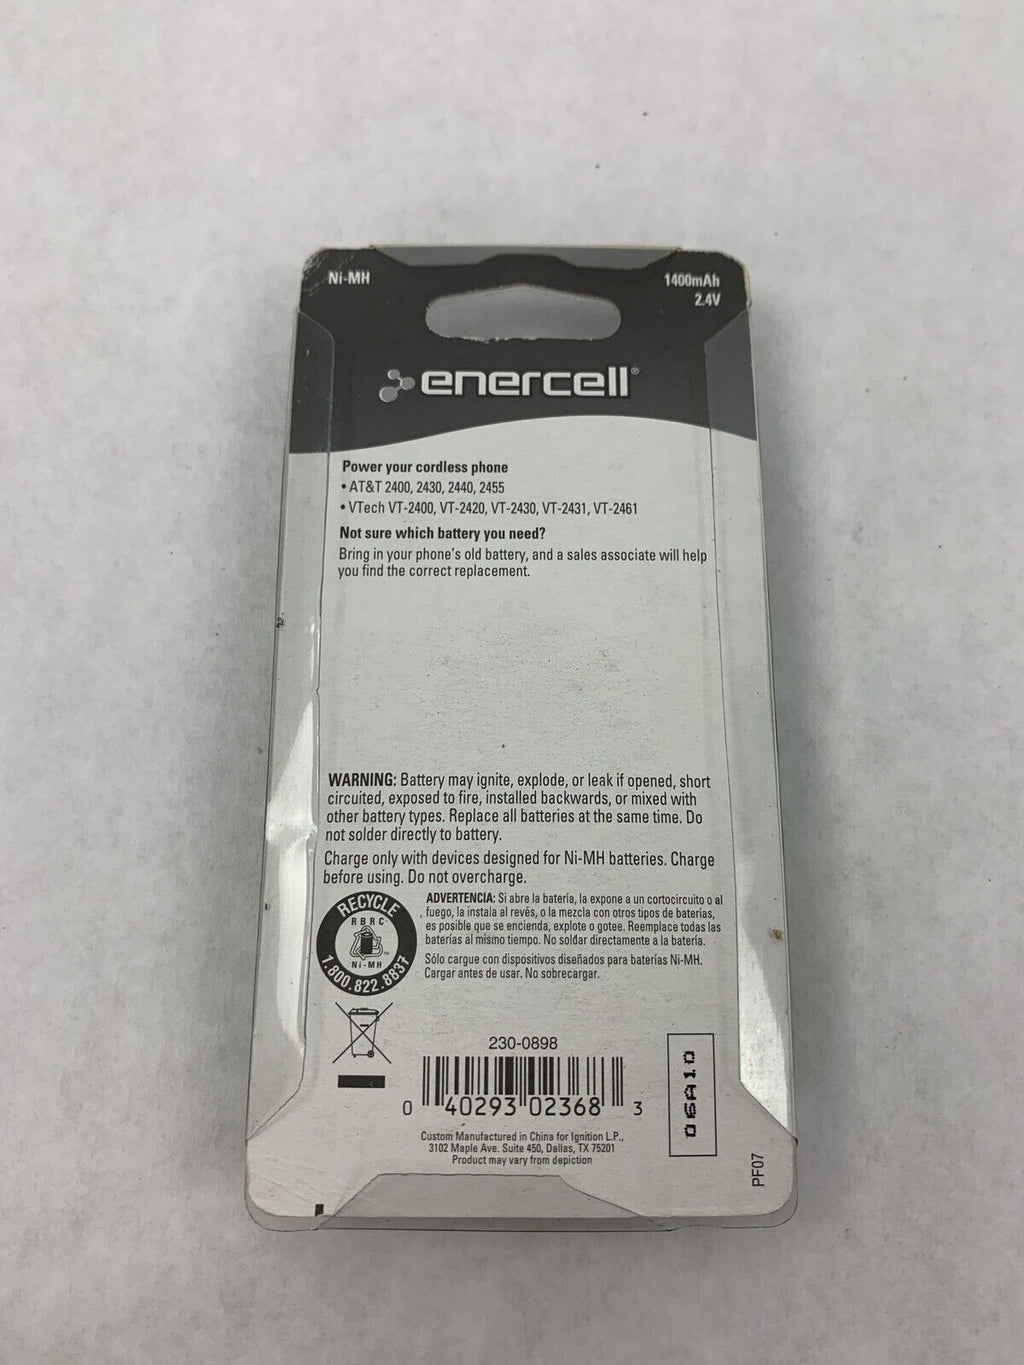 Ni-MH
1400mAh
2.4V
enercell®
Power your cordless phone
• AT&T 2400, 2430, 2440, 2455
• VTech VT-2400, VT-2420, VT-2430, VT-2431, VT-2461
Not sure which battery you need?
Bring in your phone's old battery, and a sales associate will help
you find the correct replacement.
WARNING: Battery may ignite, explode, or leak if opened, short
circuited, exposed to fire, installed backwards, or mixed with
other battery types. Replace all batteries at the same time. Do
not solder directly to battery.
Charge only with devices designed for Ni-MH batteries. Charge
before using. Do not overcharge.
RECYCLE
RBRC
Ni-MH
1.800.822.8837
ADVERTENCIA: Si abre la batería, la expone a un cortocircuito o al
fuego, la instala al revés, o la mezcla con otros tipos de baterías,
es posible que se encienda, explote o gotee. Reemplace todas las
baterías al mismo tiempo. No soldar directamente a la batería.
Sólo cargue con dispositivos diseñados para baterías Ni-MH.
Cargar antes de usar. No sobrecargar.
230-0898
0 40293 02368 3
Custom Manufactured in China for Ignition L.P.,
3102 Maple Ave. Suite 450, Dallas, TX 75201
Product may vary from depiction
06A10
PF07